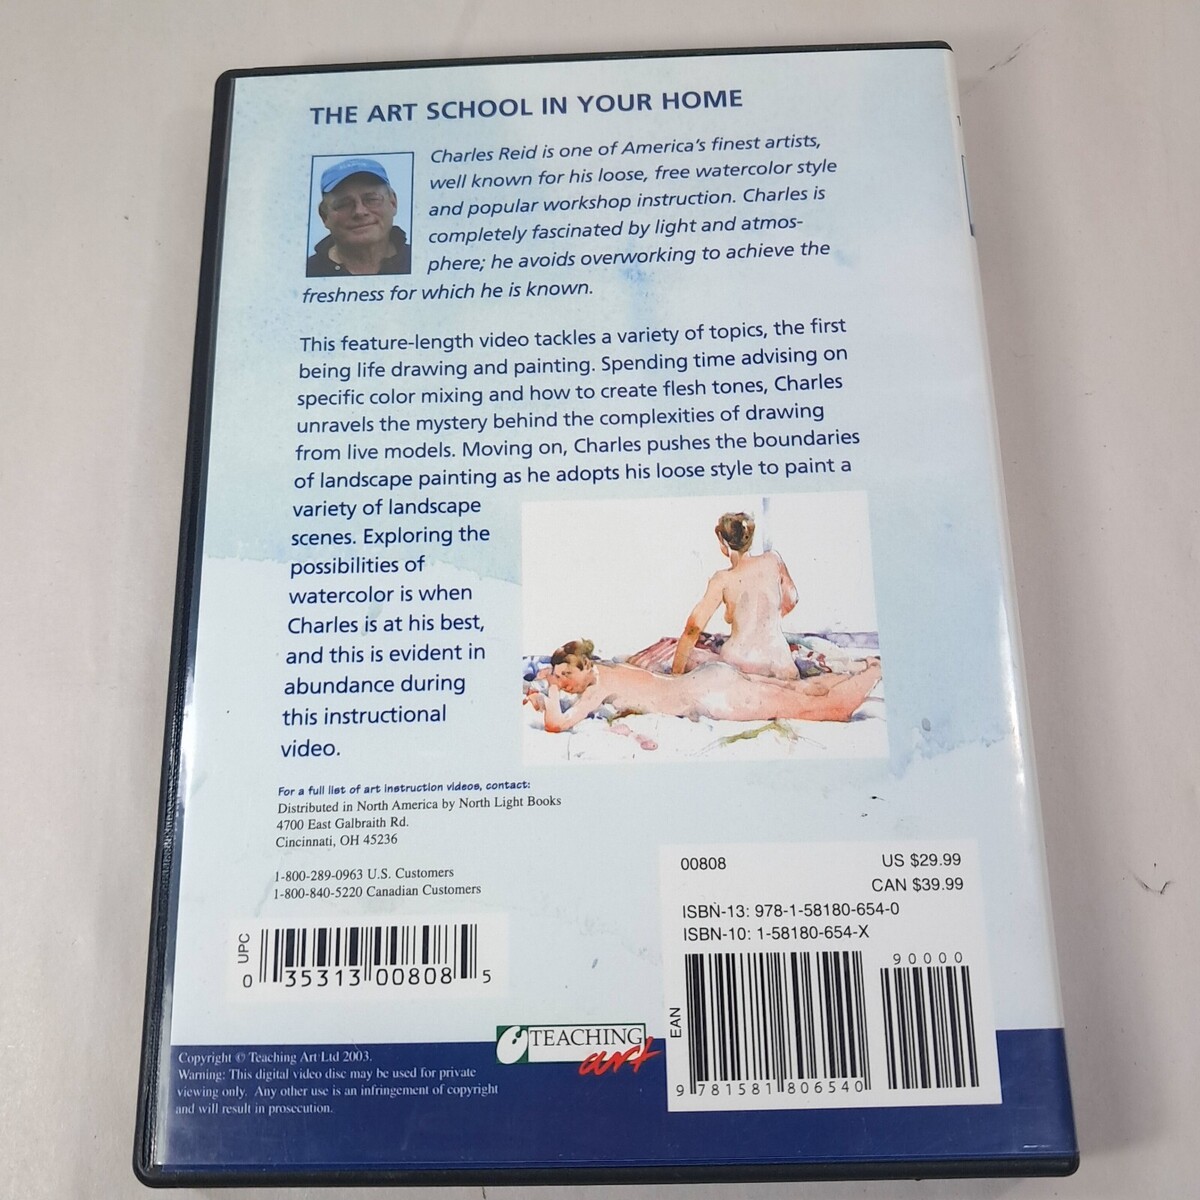 THE ART SCHOOL IN YOUR HOME
Charles Reid is one of America's finest artists,
well known for his loose, free watercolor style
and popular workshop instruction. Charles is
completely fascinated by light and atmos-
phere; he avoids overworking to achieve the
freshness for which he is known.
This feature-length video tackles a variety of topics, the first
being life drawing and painting. Spending time advising on
specific color mixing and how to create flesh tones, Charles
unravels the mystery behind the complexities of drawing
from live models. Moving on, Charles pushes the boundaries
of landscape painting as he adopts his loose style to paint a
variety of landscape
scenes. Exploring the
possibilities of
watercolor is when
Charles is at his best,
and this is evident in
abundance during
this instructional
video.
For a full list of art instruction videos, contact:
Distributed in North America by North Light Books
4700 East Galbraith Rd.
Cincinnati, OH 45236
1-800-289-0963 U.S. Customers
1-800-840-5220 Canadian Customers
UPC
0 35313 00808 5
00808
US $29.99
CAN $39.99
ISBN-13: 978-1-58180-654-0
ISBN-10: 1-58180-654-X
90000
EAN
9 781581 806540
TEACHING
art
Copyright © Teaching Art Ltd 2003.
Warning: This digital video disc may be used for private
viewing only. Any other use is an infringement of copyright
and will result in prosecution.